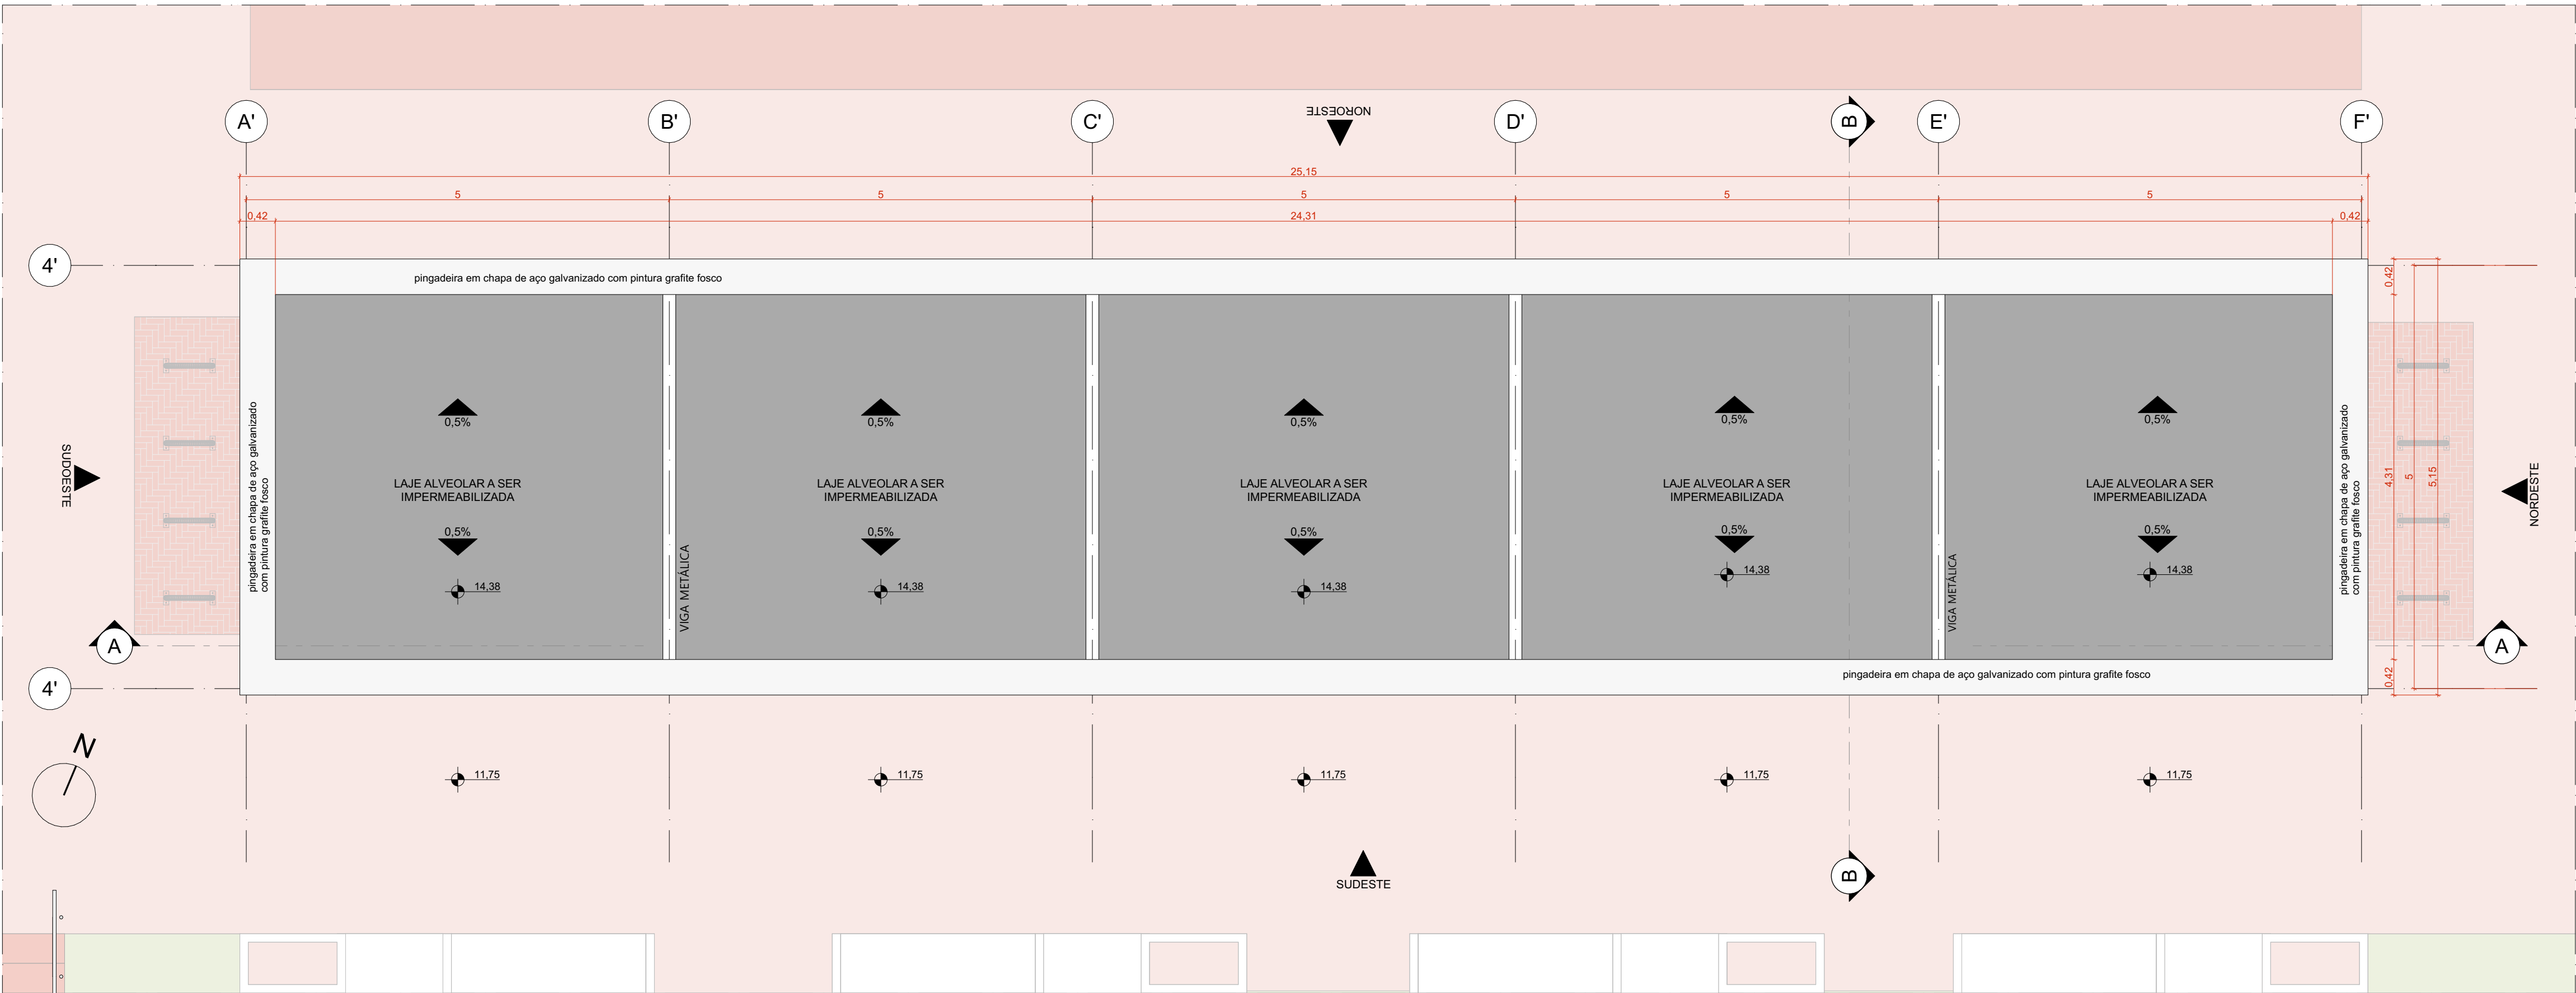 NOROESTE
A'
B'
C'
D'
B
E'
F'
25,15
5
5
5
5
5
0,42
24,31
0,42
4'
pingadeira em chapa de aço galvanizado com pintura grafite fosco
0,42
0,5%
0,5%
0,5%
0,5%
0,5%
pingadeira em chapa de aço galvanizado
com pintura grafite fosco
pingadeira em chapa de aço galvanizado
com pintura grafite fosco
SUDOESTE
LAJE ALVEOLAR A SER
IMPERMEABILIZADA
LAJE ALVEOLAR A SER
IMPERMEABILIZADA
LAJE ALVEOLAR A SER
IMPERMEABILIZADA
LAJE ALVEOLAR A SER
IMPERMEABILIZADA
LAJE ALVEOLAR A SER
IMPERMEABILIZADA
4,31
5
5,15
NORDESTE
0,5%
0,5%
0,5%
0,5%
0,5%
VIGA METÁLICA
VIGA METÁLICA
14,38
14,38
14,38
14,38
14,38
A
A
4'
pingadeira em chapa de aço galvanizado com pintura grafite fosco
0,42
N
11,75
11,75
11,75
11,75
11,75
SUDESTE
B